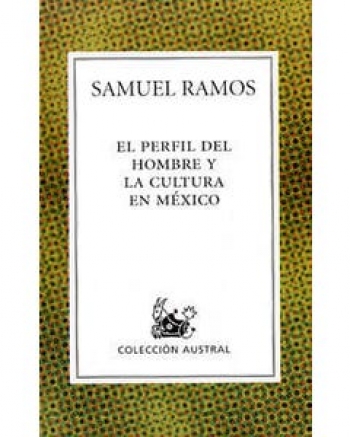 SAMUEL RAMOS
EL PERFIL DEL
HOMBRE Y
LA CULTURA
EN MÉXICO
COLECCIÓN AUSTRAL